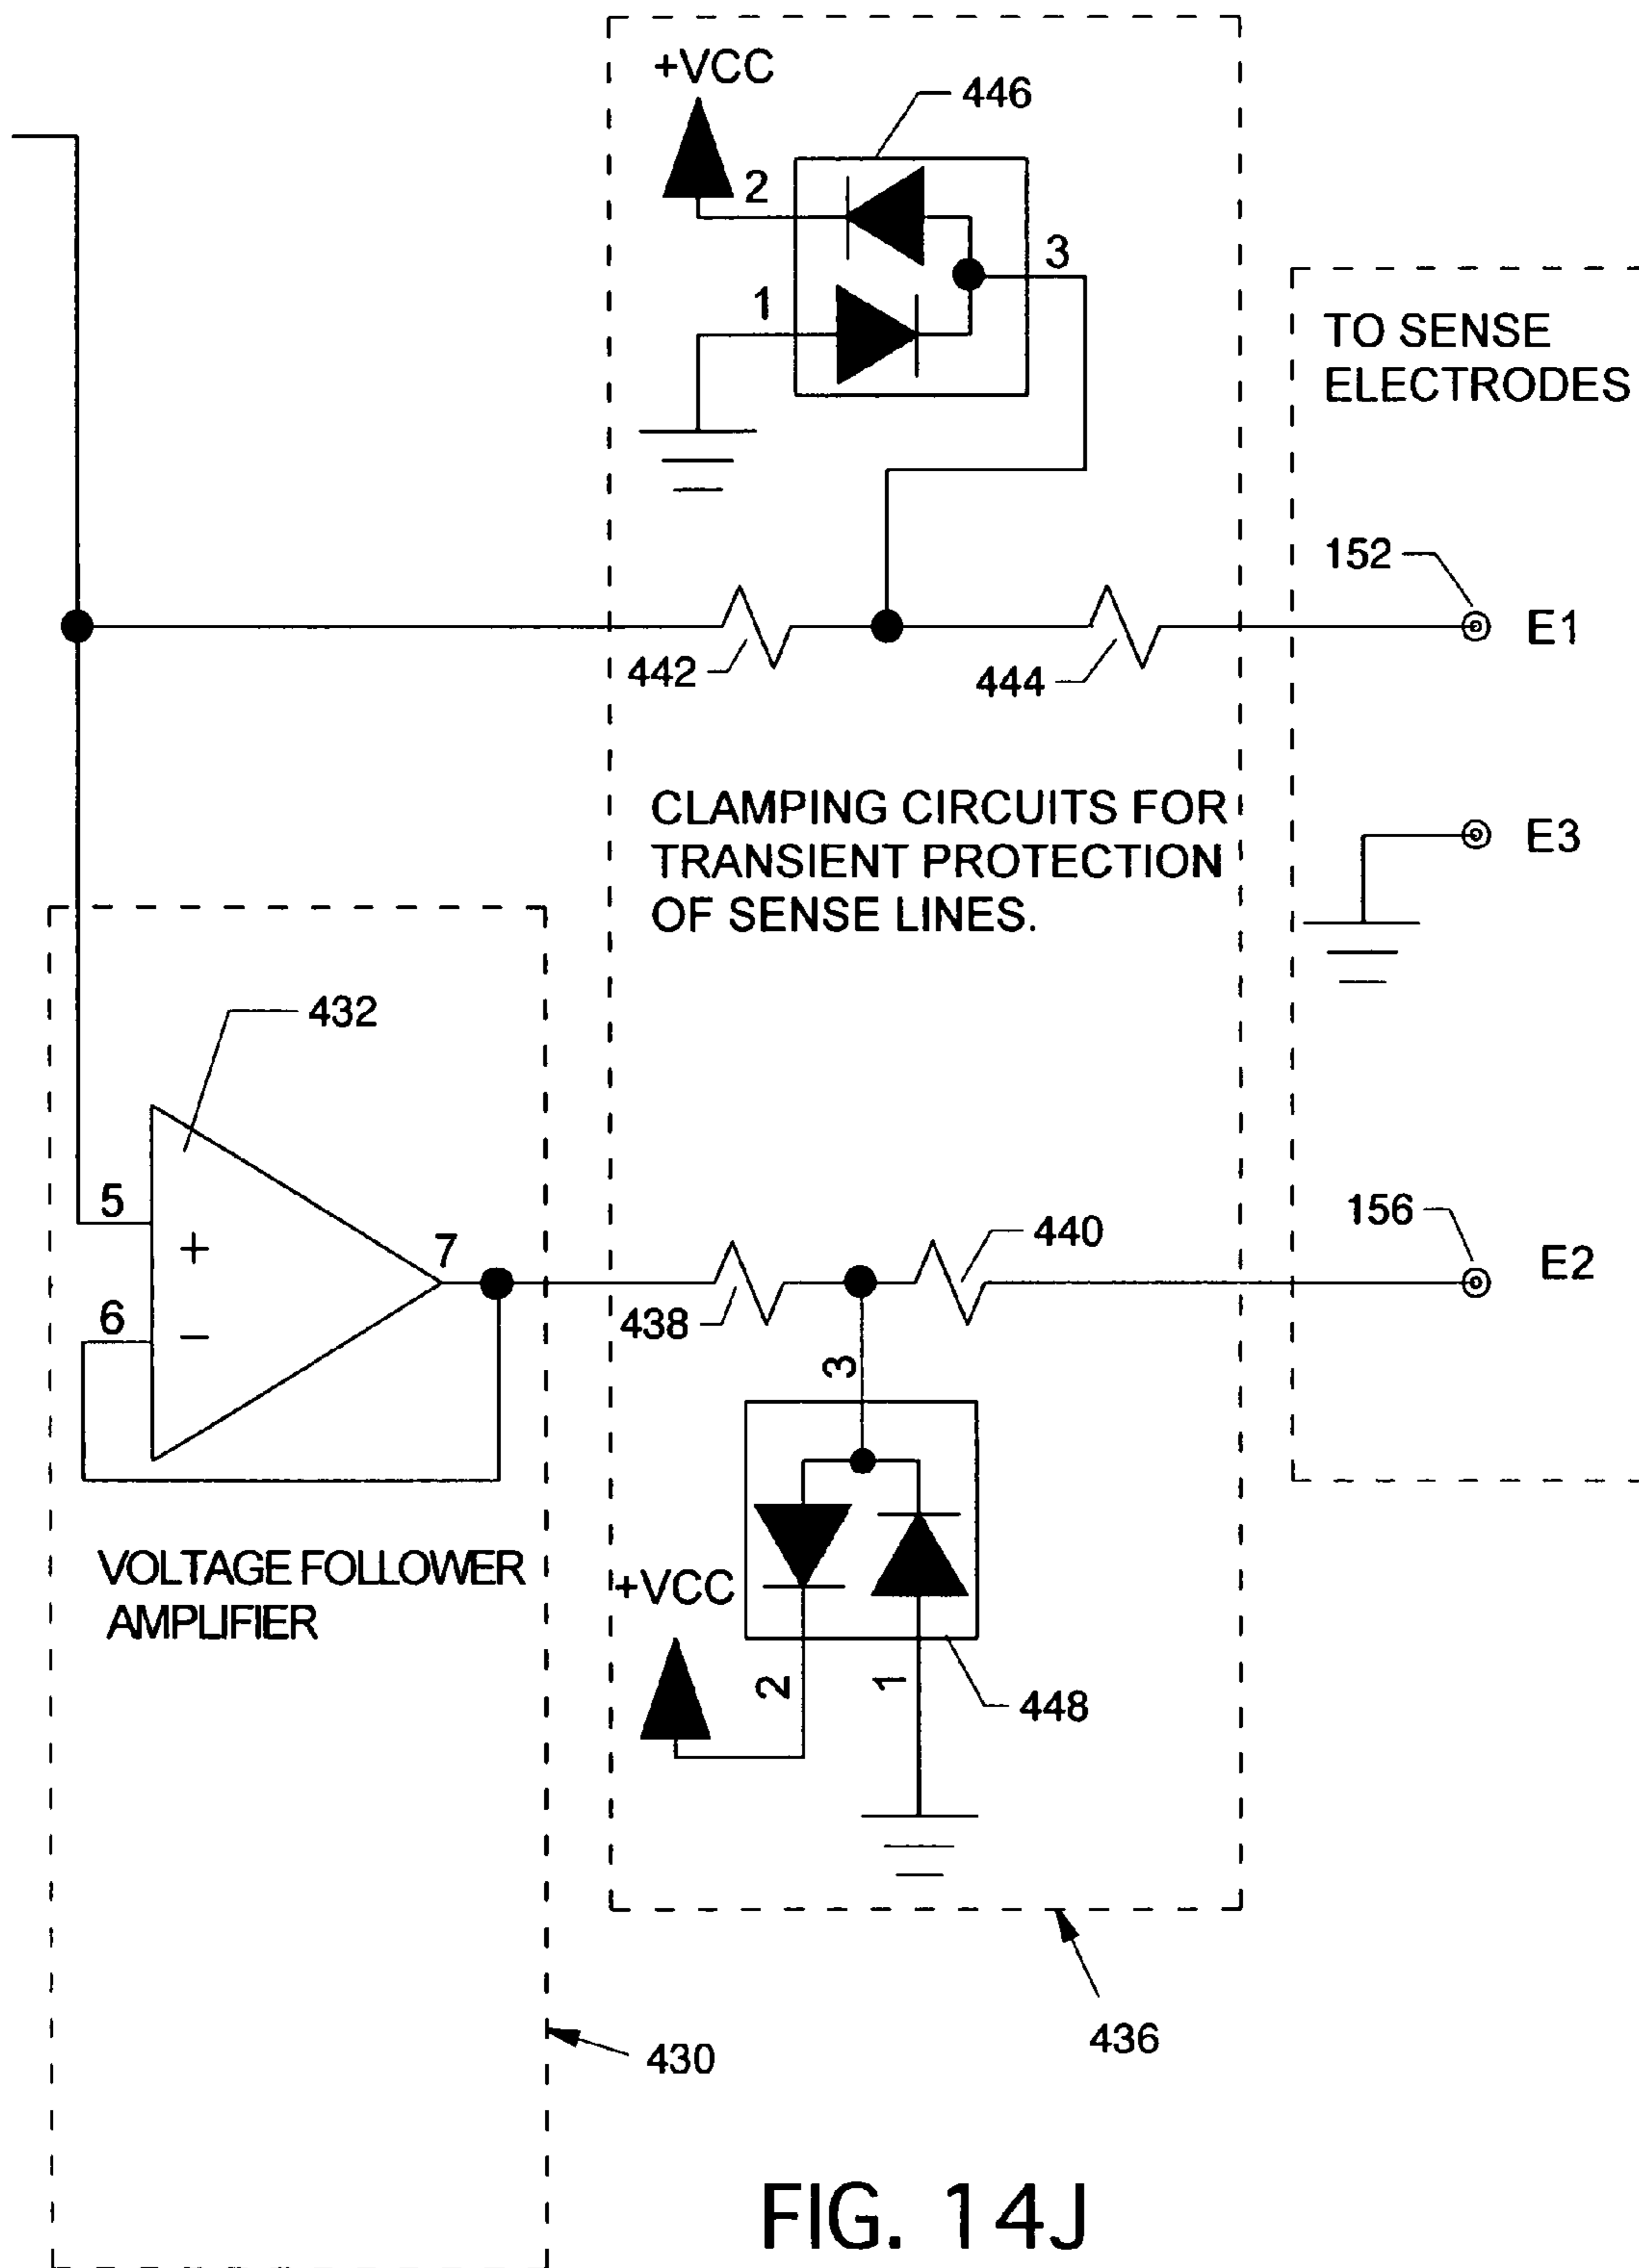 +VCC
446
2
3
1
TO SENSE
ELECTRODES
152
E1
442
444
CLAMPING CIRCUITS FOR
TRANSIENT PROTECTION
OF SENSE LINES.
E3
432
5
+
7
6
−
438
440
156
E2
3
VOLTAGE FOLLOWER
AMPLIFIER
+VCC
2
1
448
436
430
FIG. 14J